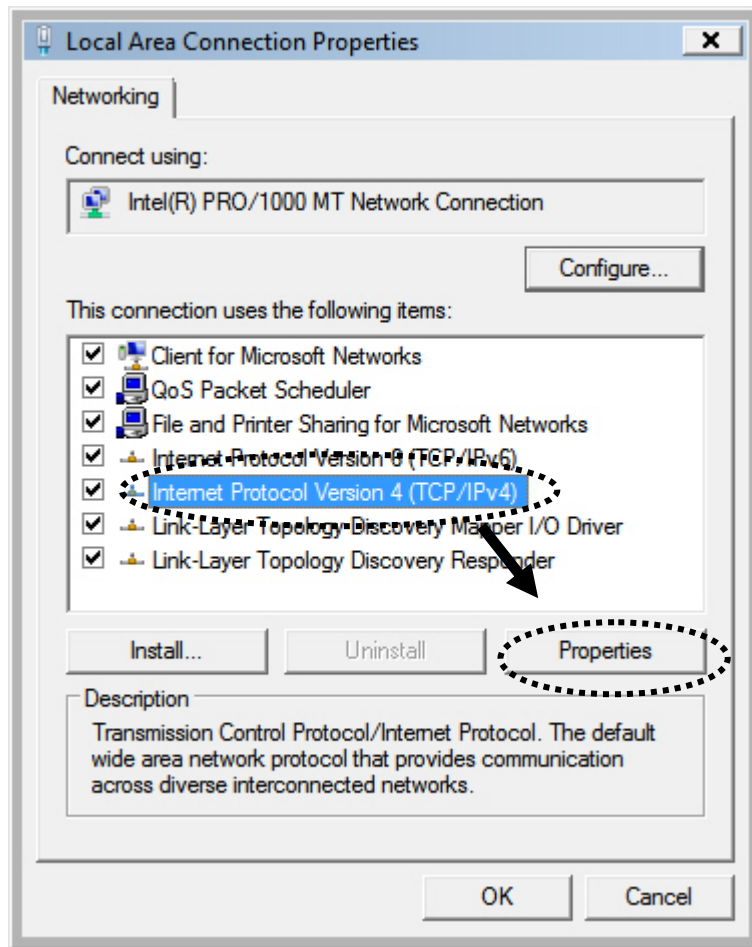 Local Area Connection Properties
Networking
Connect using:
Intel(R) PRO/1000 MT Network Connection
Configure...
This connection uses the following items:
Client for Microsoft Networks
QoS Packet Scheduler
File and Printer Sharing for Microsoft Networks
Internet Protocol Version 6 (TCP/IPv6)
Internet Protocol Version 4 (TCP/IPv4)
Link-Layer Topology Discovery Mapper I/O Driver
Link-Layer Topology Discovery Responder
Install... Uninstall Properties
Description
Transmission Control Protocol/Internet Protocol. The default
wide area network protocol that provides communication
across diverse interconnected networks.
OK Cancel